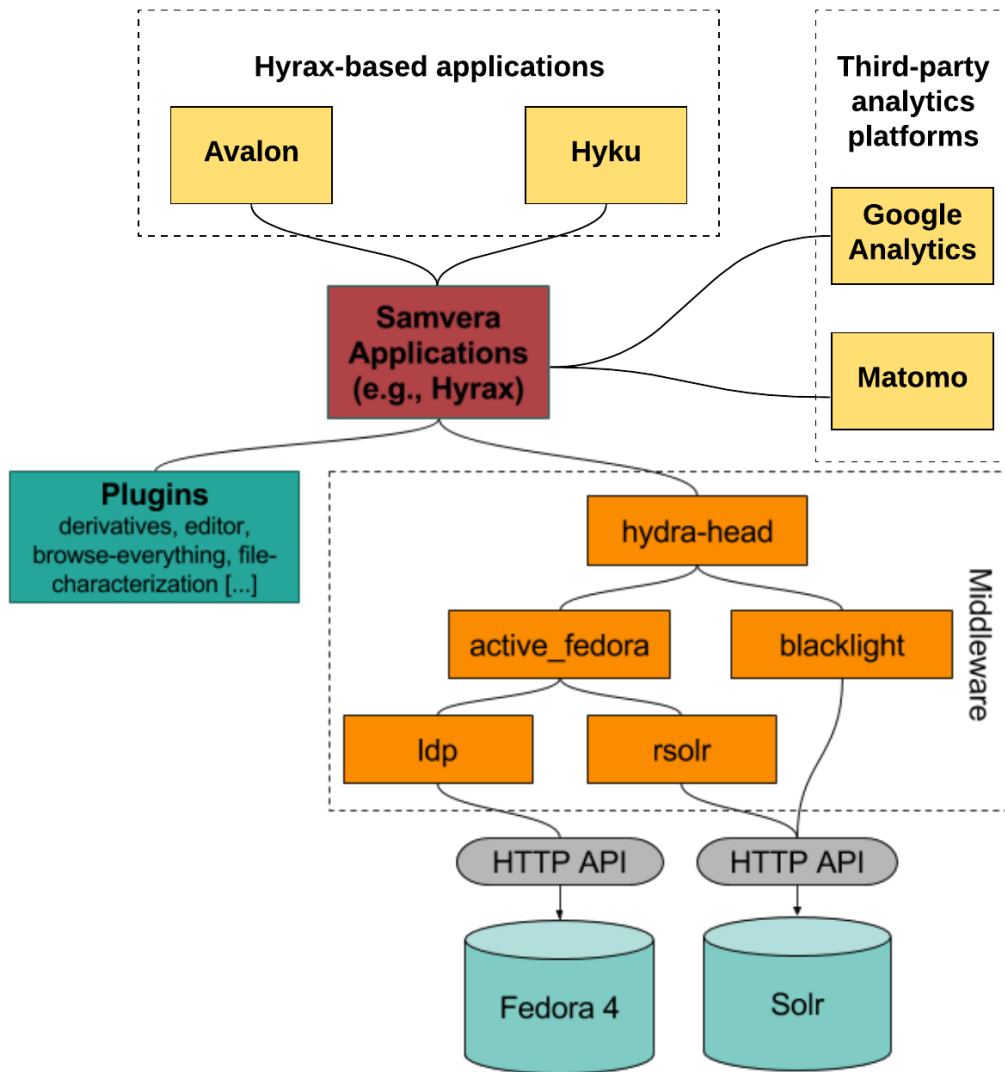 Hyrax-based applications
Avalon
Hyku
Third-party
analytics
platforms
Google
Analytics
Matomo
Samvera
Applications
(e.g., Hyrax)
Plugins
derivatives, editor,
browse-everything, file-
characterization [...]
hydra-head
Middleware
active_fedora
blacklight
ldp
rsolr
HTTP API
HTTP API
Fedora 4
Solr